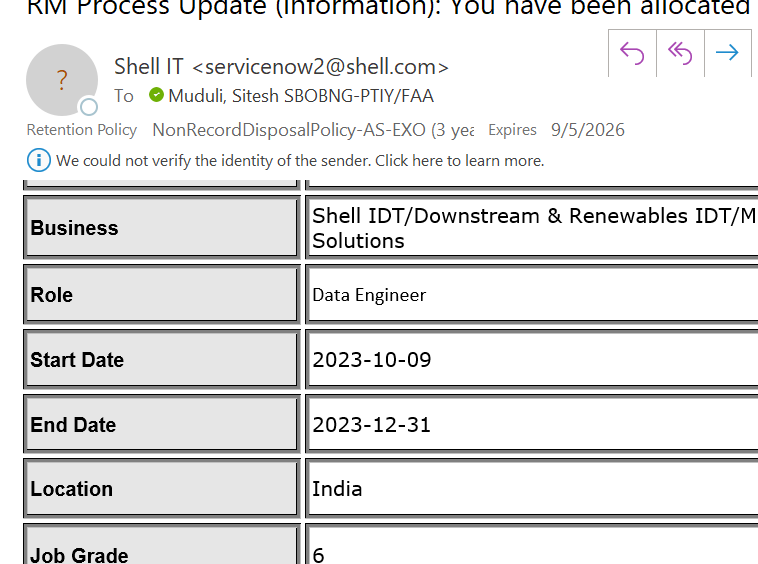 RM Process Update (Information): You have been allocated
?
Shell IT <servicenow2@shell.com>
To Muduli, Sitesh SBOBNG-PTIY/FAA
Retention Policy NonRecordDisposalPolicy-AS-EXO (3 yea Expires 9/5/2026
We could not verify the identity of the sender. Click here to learn more.
Business
Shell IDT/Downstream & Renewables IDT/M
Solutions
Role Data Engineer
Start Date 2023-10-09
End Date 2023-12-31
Location India
Job Grade 6